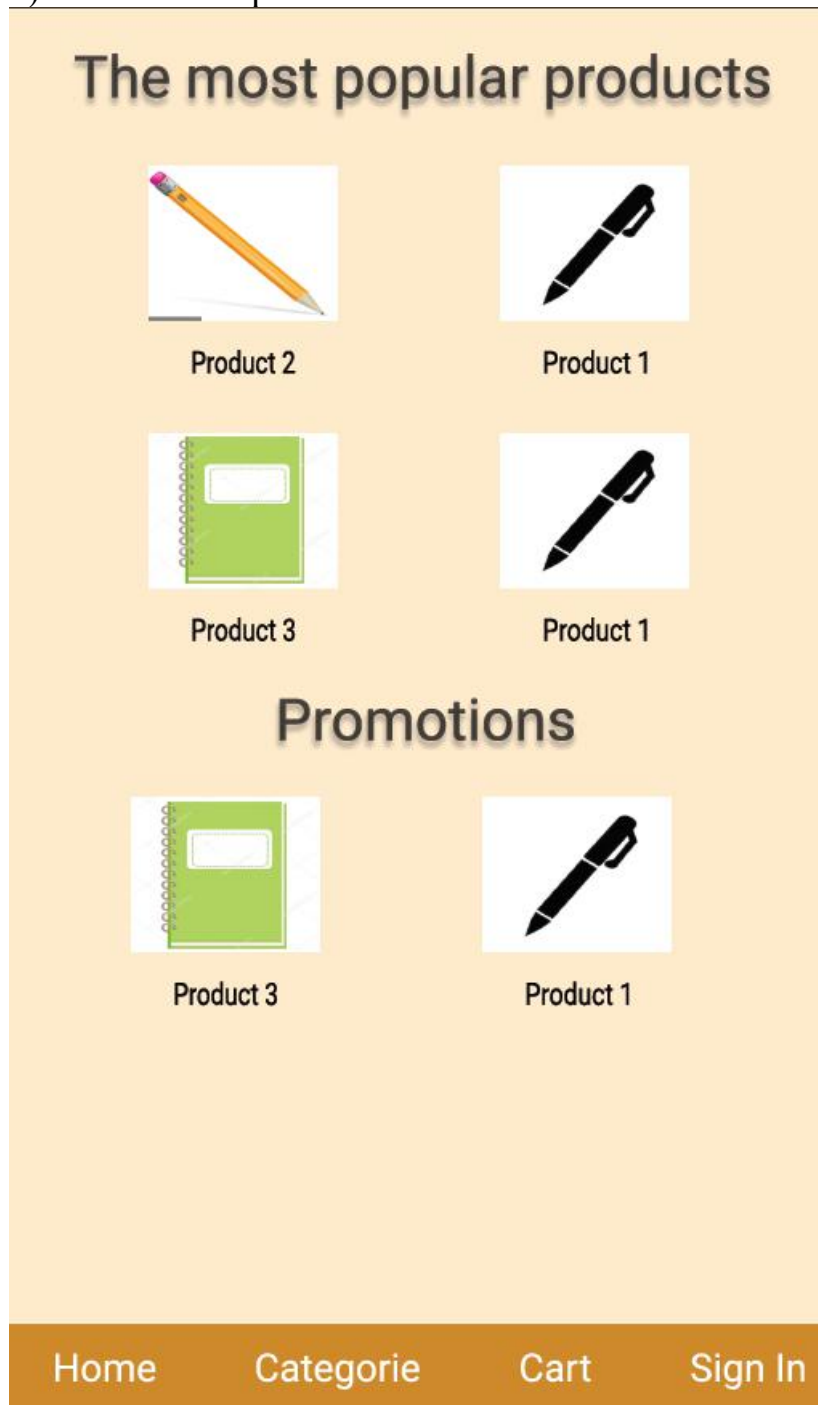 The most popular products
Product 2 Product 1
Product 3 Product 1
Promotions
Product 3 Product 1
Home Categorie Cart Sign In